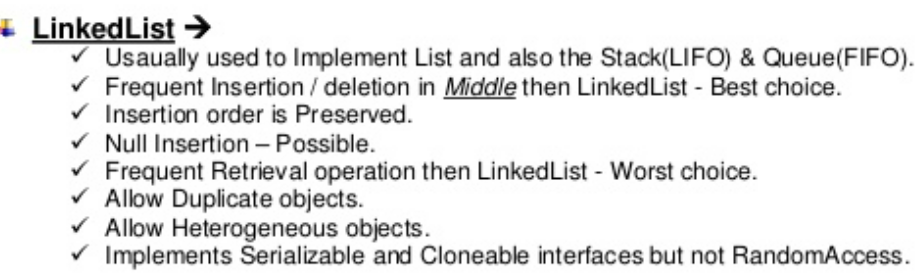 LinkedList →
✓ Usaually used to Implement List and also the Stack(LIFO) & Queue(FIFO).
✓ Frequent Insertion / deletion in Middle then LinkedList - Best choice.
✓ Insertion order is Preserved.
✓ Null Insertion – Possible.
✓ Frequent Retrieval operation then LinkedList - Worst choice.
✓ Allow Duplicate objects.
✓ Allow Heterogeneous objects.
✓ Implements Serializable and Cloneable interfaces but not RandomAccess.